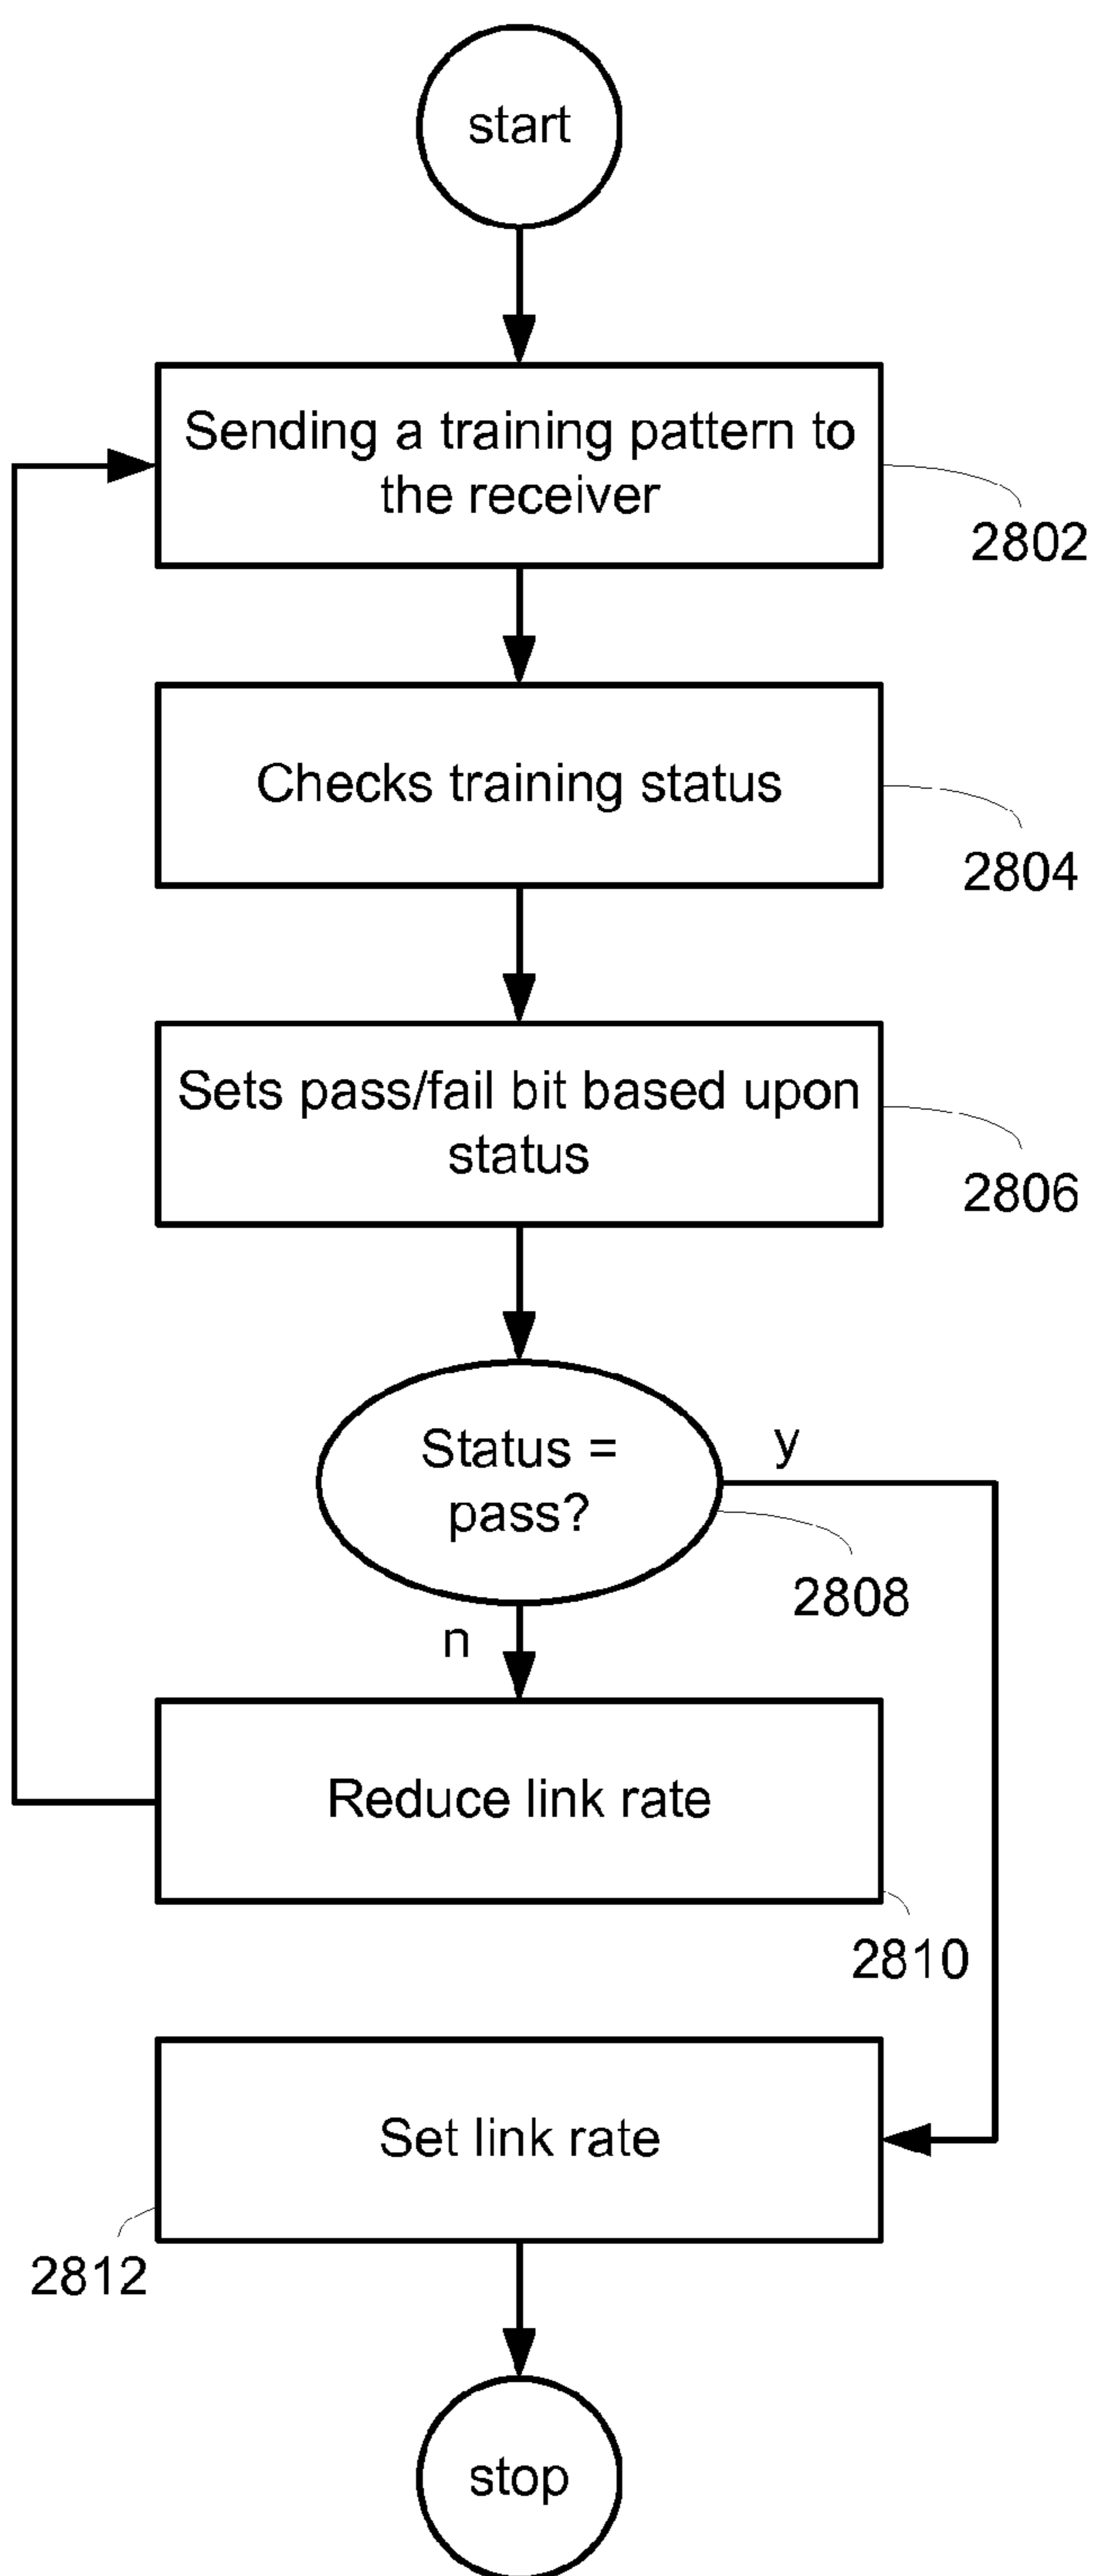 start
Sending a training pattern to
the receiver
2802
Checks training status
2804
Sets pass/fail bit based upon
status
2806
Status =
pass?
y
2808
n
Reduce link rate
2810
Set link rate
2812
stop